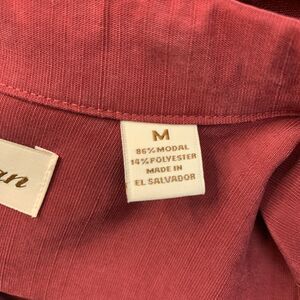 M
86% MODAL
14% POLYESTER
MADE IN
EL SALVADOR